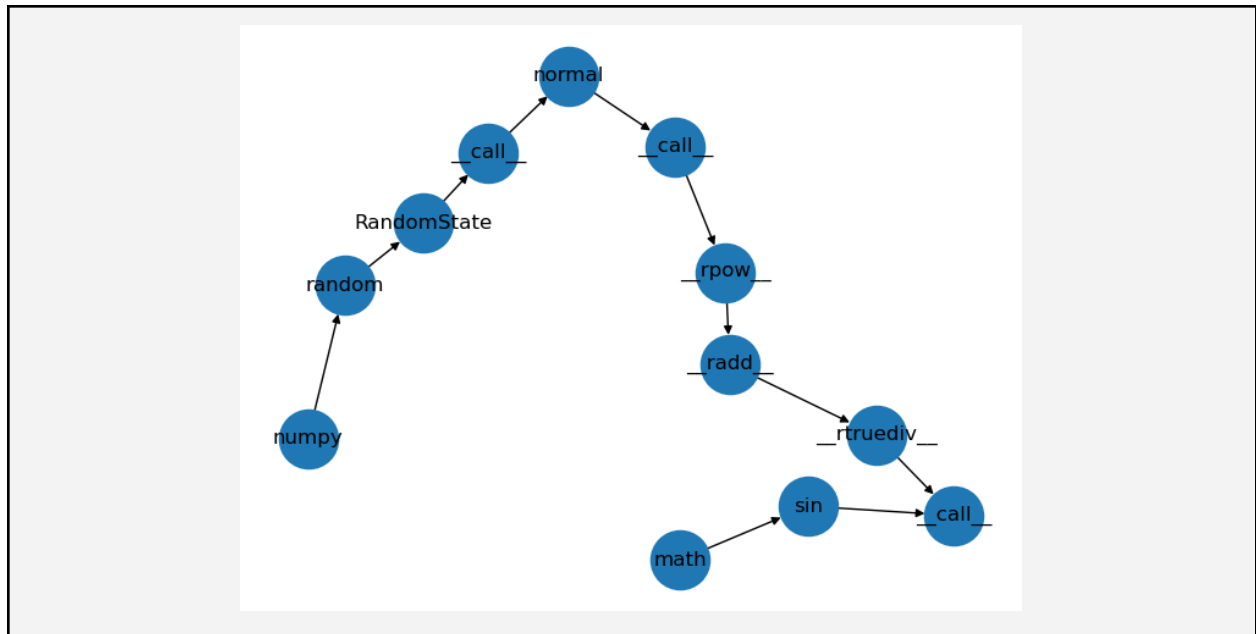 normal
__call__
__call__
RandomState
__rpow__
random
__radd__
numpy
__rtruediv__
sin
__call__
math